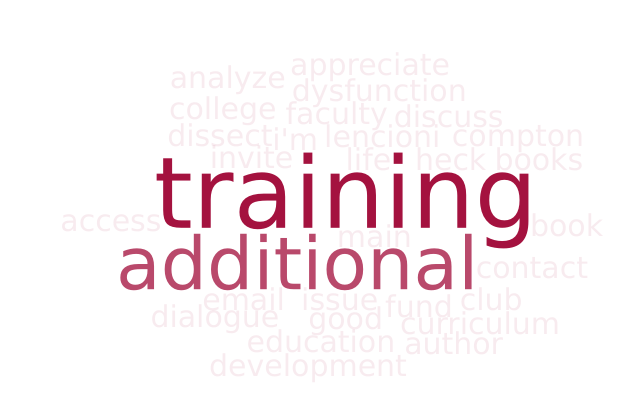 appreciate
analyze
dysfunction
college faculty discuss
dissect i'm lencioni compton
invite life check books
training
access book
main
additional
contact
email issue fund club
dialogue good curriculum
education author
development